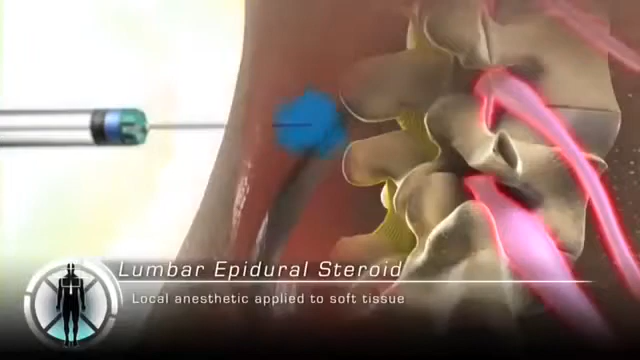 Lumbar Epidural Steroid
Local anesthetic applied to soft tissue